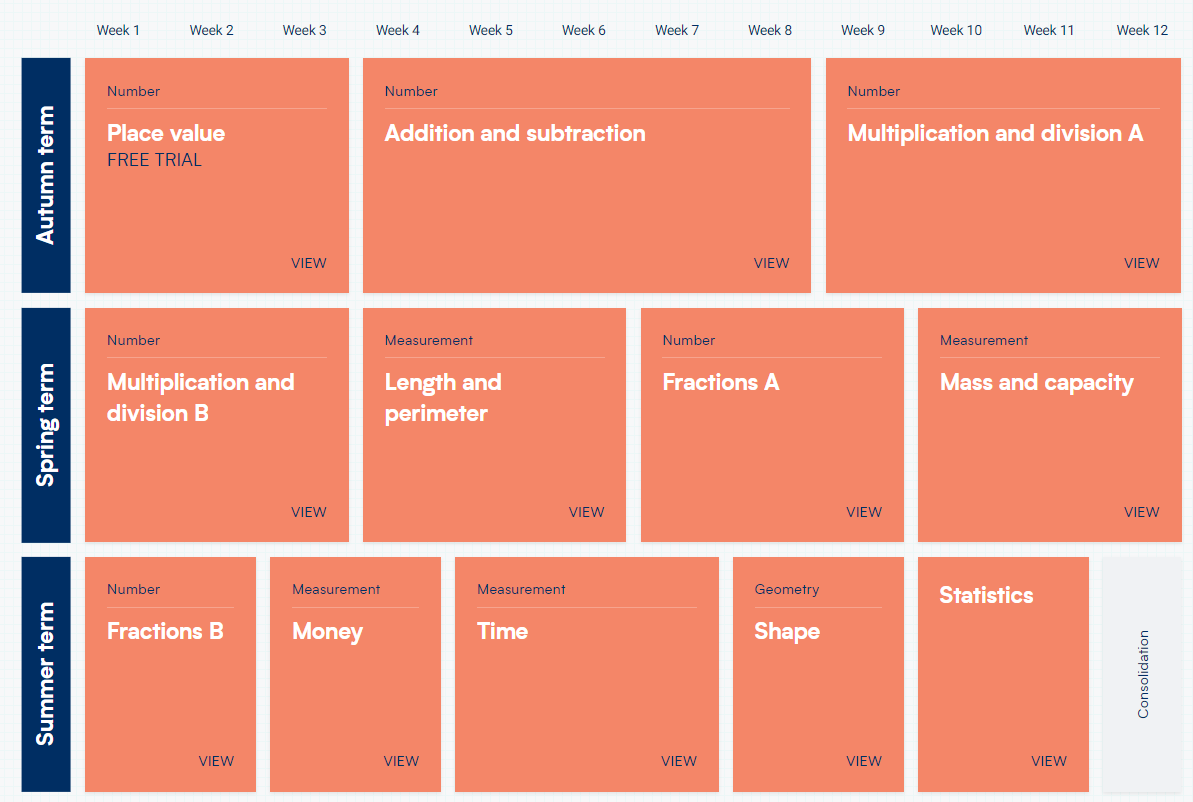 Week 1
Week 2
Week 3
Week 4
Week 5
Week 6
Week 7
Week 8
Week 9
Week 10
Week 11
Week 12
Autumn term
Number
Place value
FREE TRIAL
VIEW
Number
Addition and subtraction
VIEW
Number
Multiplication and division A
VIEW
Spring term
Number
Multiplication and
division B
VIEW
Measurement
Length and
perimeter
VIEW
Number
Fractions A
VIEW
Measurement
Mass and capacity
VIEW
Summer term
Number
Fractions B
VIEW
Measurement
Money
VIEW
Measurement
Time
VIEW
Geometry
Shape
VIEW
Statistics
VIEW
Consolidation